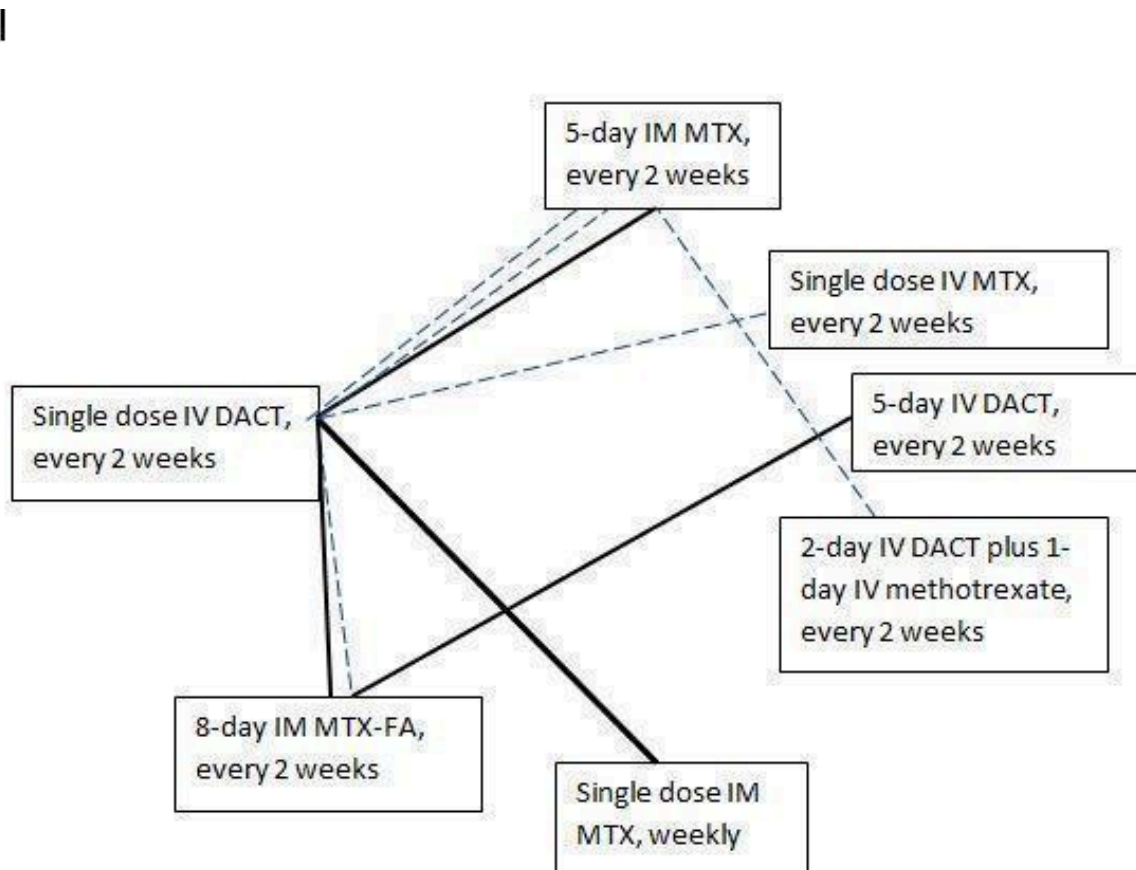 5-day IM MTX,
every 2 weeks
Single dose IV MTX,
every 2 weeks
Single dose IV DACT,
every 2 weeks
5-day IV DACT,
every 2 weeks
2-day IV DACT plus 1-
day IV methotrexate,
every 2 weeks
8-day IM MTX-FA,
every 2 weeks
Single dose IM
MTX, weekly